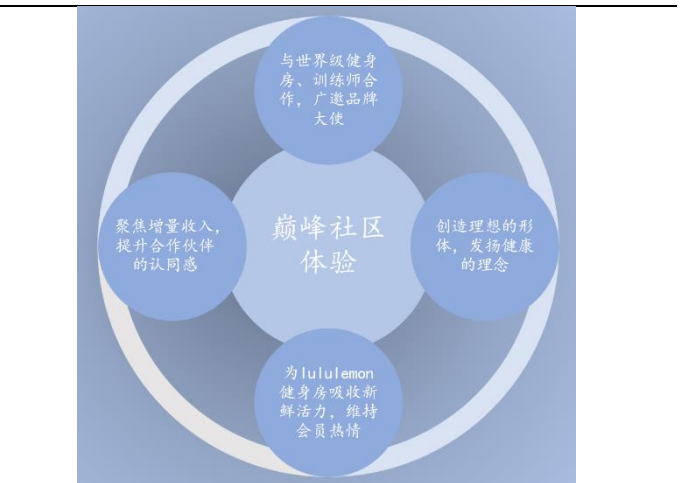 与世界级健身
房、训练师合
作，广邀品牌
大使
聚焦增量收入，
提升合作伙伴
的认同感
巅峰社区
体验
创造理想的形
体，发扬健康
的理念
为lululemon
健身房吸收新
鲜活力，维持
会员热情